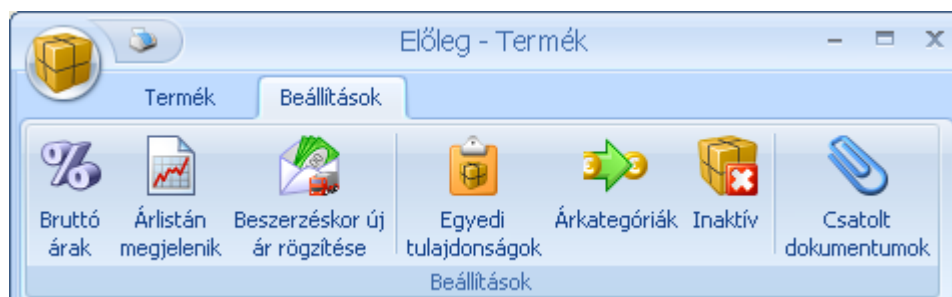 Előleg - Termék
Termék Beállítások
Bruttó árak
Árlistán megjelenik
Beszerzéskor új ár rögzítése
Egyedi tulajdonságok
Árkategóriák
Inaktív
Csatolt dokumentumok
Beállítások